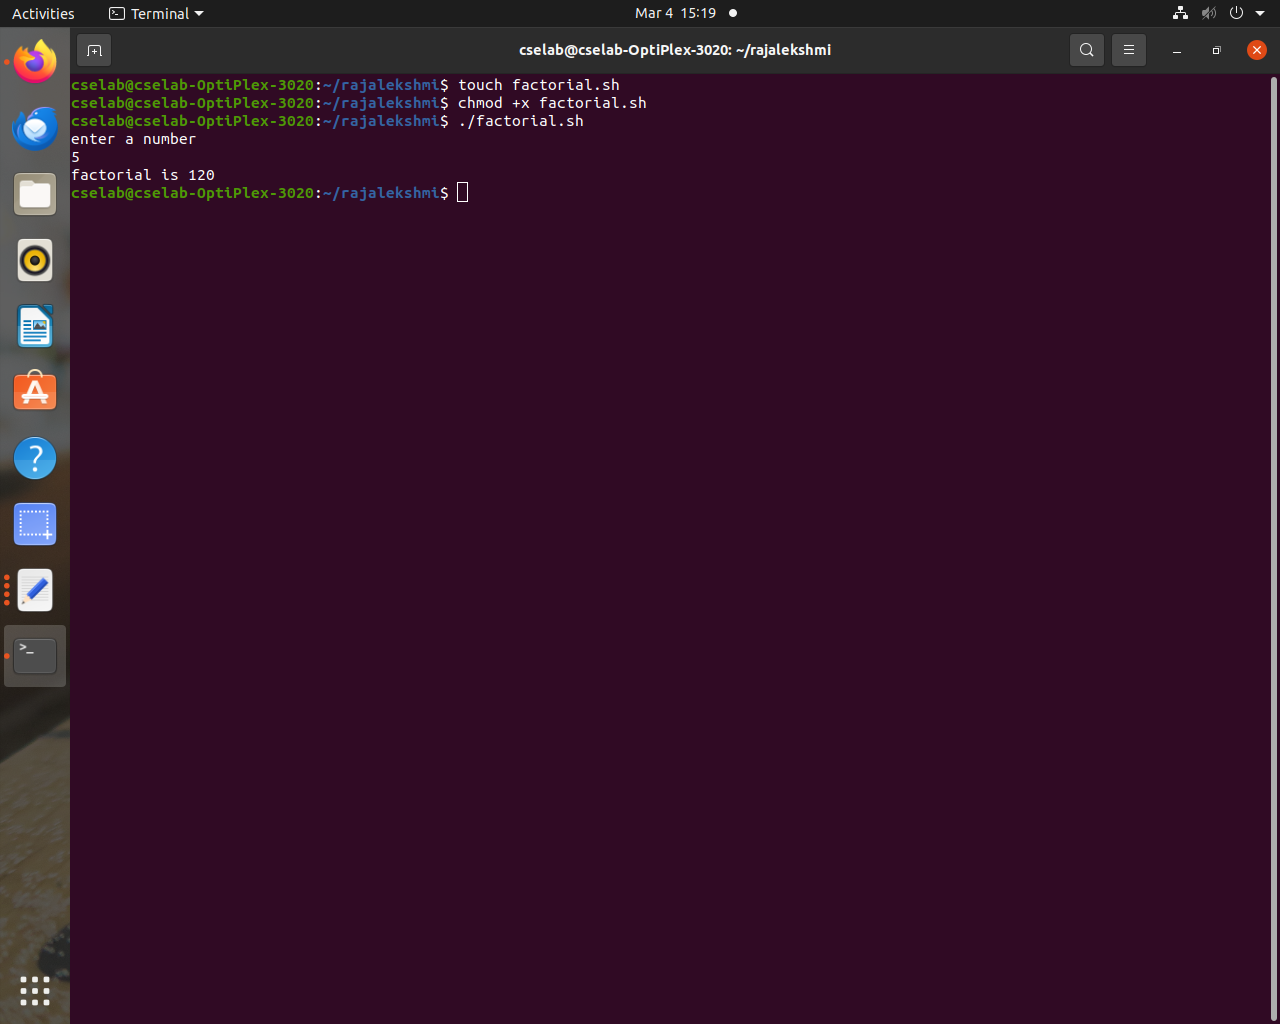 Activities
Terminal
Mar 4 15:19
cselab@cselab-OptiPlex-3020: ~/rajalekshmi
cselab@cselab-OptiPlex-3020:~/rajalekshmi$ touch factorial.sh
cselab@cselab-OptiPlex-3020:~/rajalekshmi$ chmod +x factorial.sh
cselab@cselab-OptiPlex-3020:~/rajalekshmi$ ./factorial.sh
enter a number
5
factorial is 120
cselab@cselab-OptiPlex-3020:~/rajalekshmi$